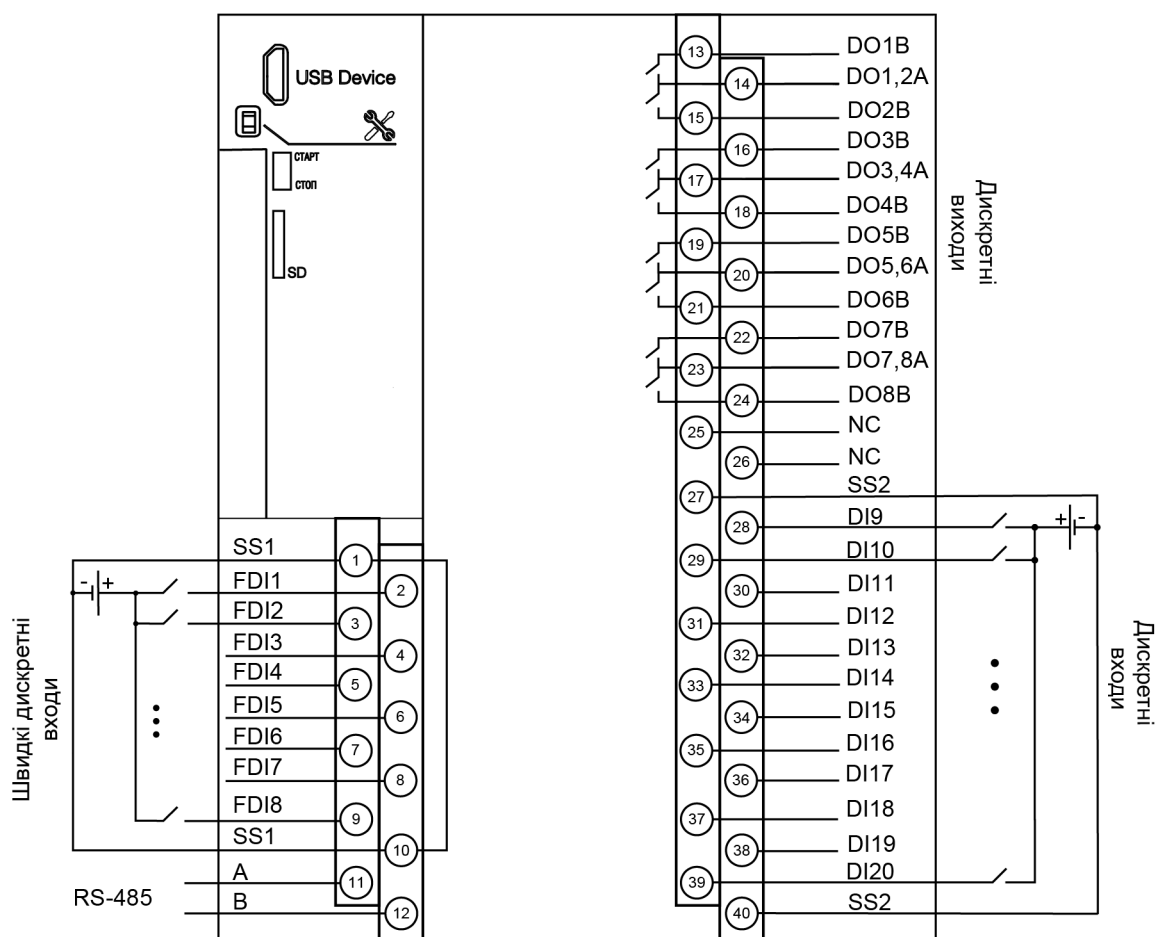 USB Device
СТАРТ
СТОП
SD
SS1
1
FDI1
2
- +
FDI2
3
FDI3
4
FDI4
5
FDI5
6
FDI6
7
FDI7
8
FDI8
9
SS1
10
A
11
RS-485
B
12
Швидкі дискретні
входи
13
DO1B
14
DO1,2A
15
DO2B
16
DO3B
17
DO3,4A
18
DO4B
19
DO5B
20
DO5,6A
21
DO6B
22
DO7B
23
DO7,8A
24
DO8B
25
NC
26
NC
27
SS2
28
DI9
+ -
29
DI10
30
DI11
31
DI12
32
DI13
33
DI14
34
DI15
35
DI16
36
DI17
37
DI18
38
DI19
39
DI20
40
SS2
Дискретні
виходи
Дискретні
входи